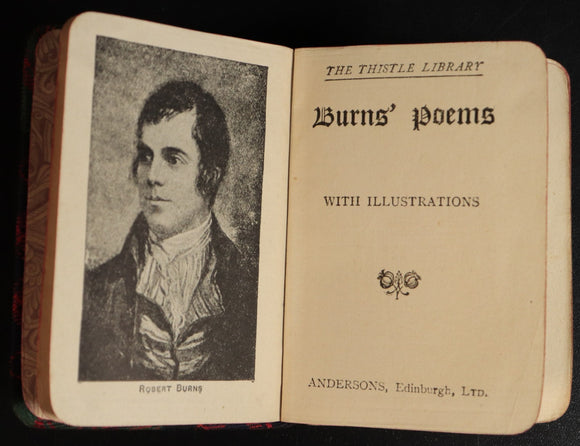 ROBERT BURNS
THE THISTLE LIBRARY
Burns' Poems
WITH ILLUSTRATIONS
ANDERSONS, Edinburgh, LTD.